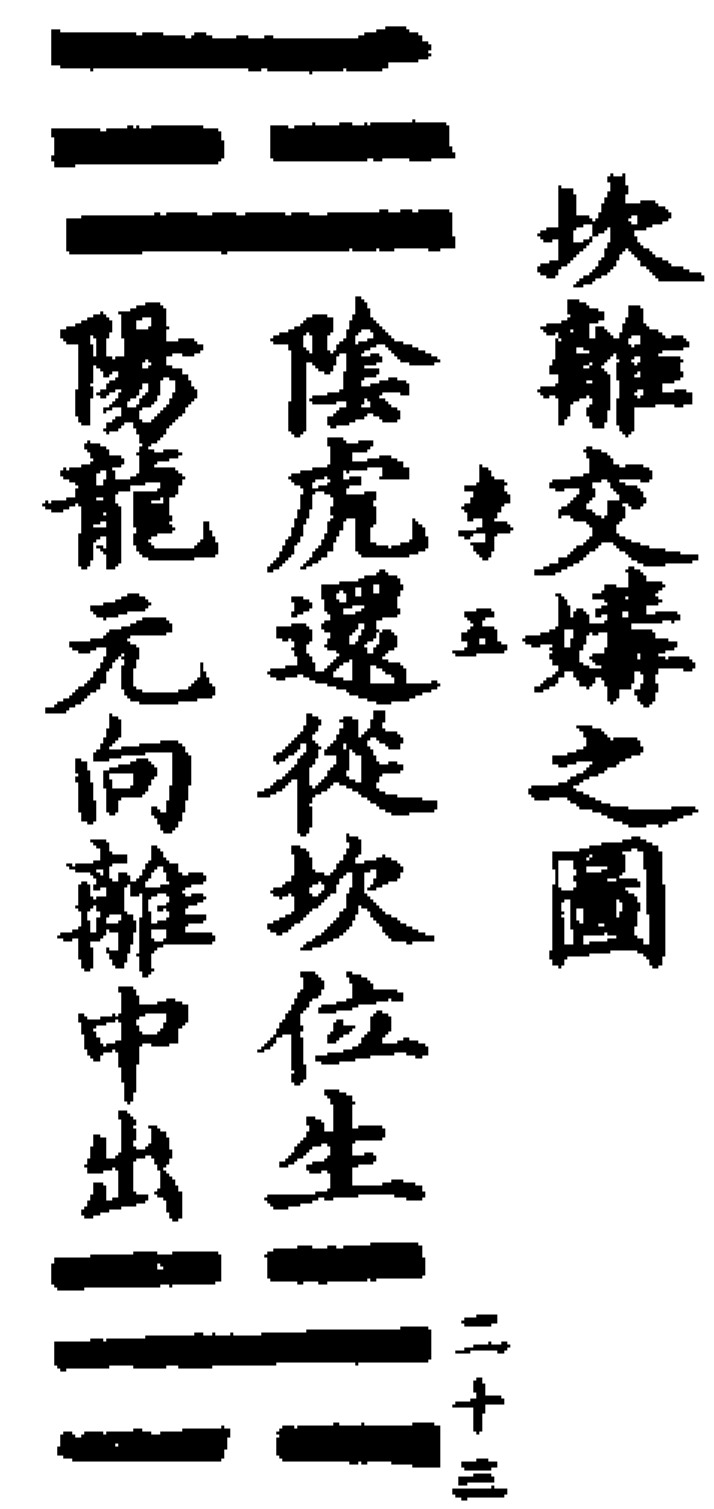 坎離交媾之圖
李五
二十三
陰虎還從坎位生
陽龍元向離中出